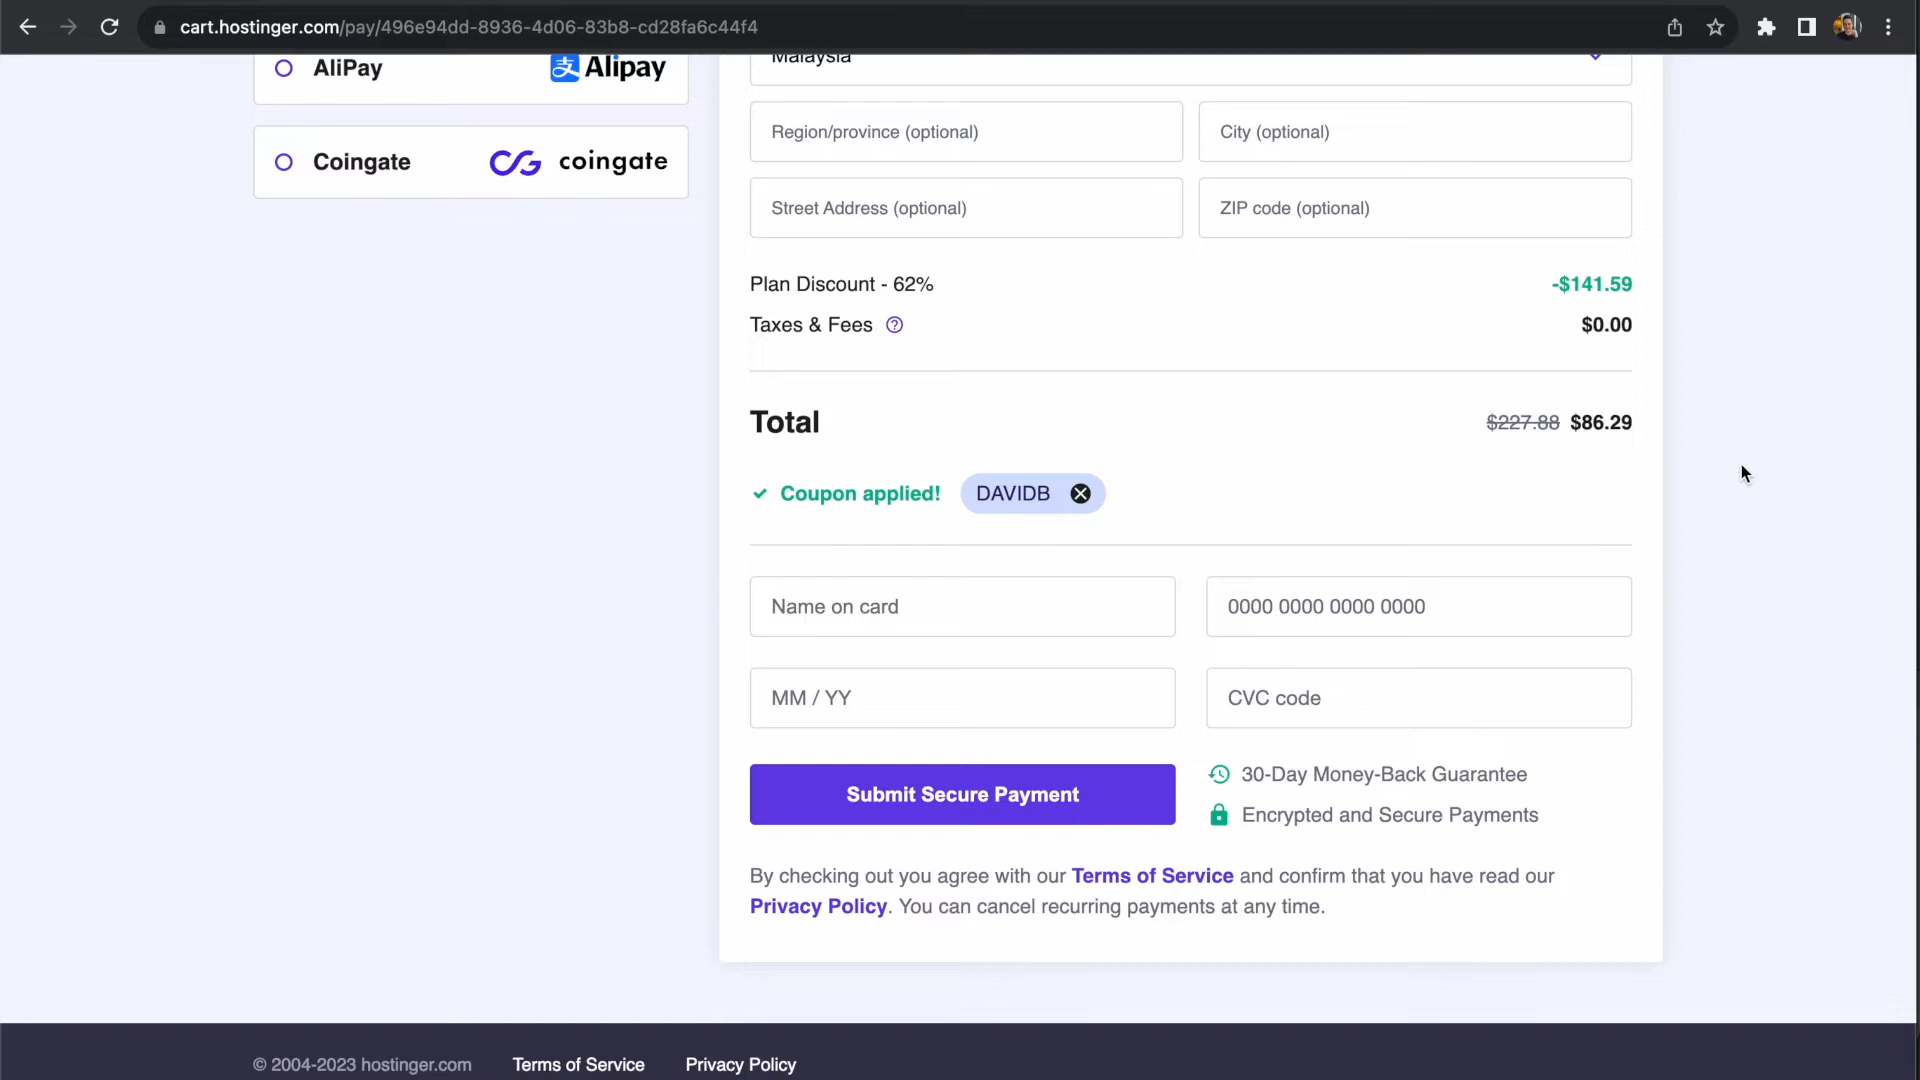 cart.hostinger.com/pay/496e94dd-8936-4d06-83b8-cd28fa6c44f4
AliPay
支 Alipay
Coingate
CG coingate
Malaysia
Region/province (optional)
City (optional)
Street Address (optional)
ZIP code (optional)
Plan Discount - 62%
-$141.59
Taxes & Fees ?
$0.00
Total
$227.88 $86.29
Coupon applied! DAVIDB
Name on card
0000 0000 0000 0000
MM / YY
CVC code
Submit Secure Payment
30-Day Money-Back Guarantee
Encrypted and Secure Payments
By checking out you agree with our Terms of Service and confirm that you have read our
Privacy Policy. You can cancel recurring payments at any time.
© 2004-2023 hostinger.com Terms of Service Privacy Policy